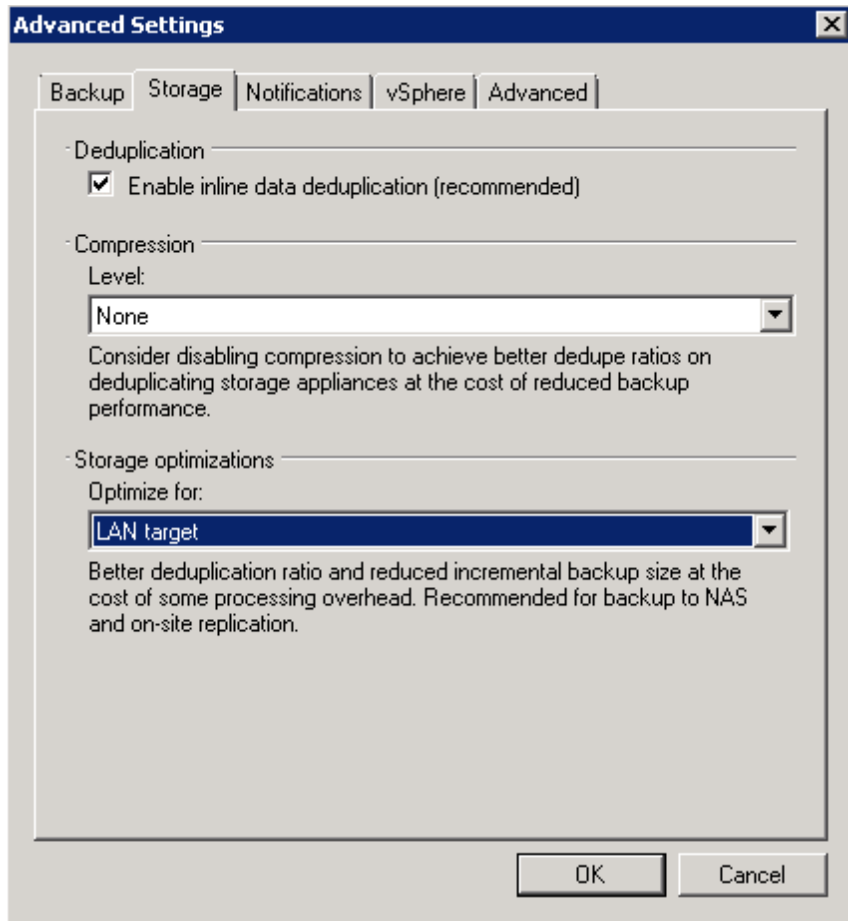 Advanced Settings
Backup Storage Notifications vSphere Advanced
Deduplication
Enable inline data deduplication (recommended)
Compression
Level:
None
Consider disabling compression to achieve better dedupe ratios on
deduplicating storage appliances at the cost of reduced backup
performance.
Storage optimizations
Optimize for:
LAN target
Better deduplication ratio and reduced incremental backup size at the
cost of some processing overhead. Recommended for backup to NAS
and on-site replication.
OK Cancel